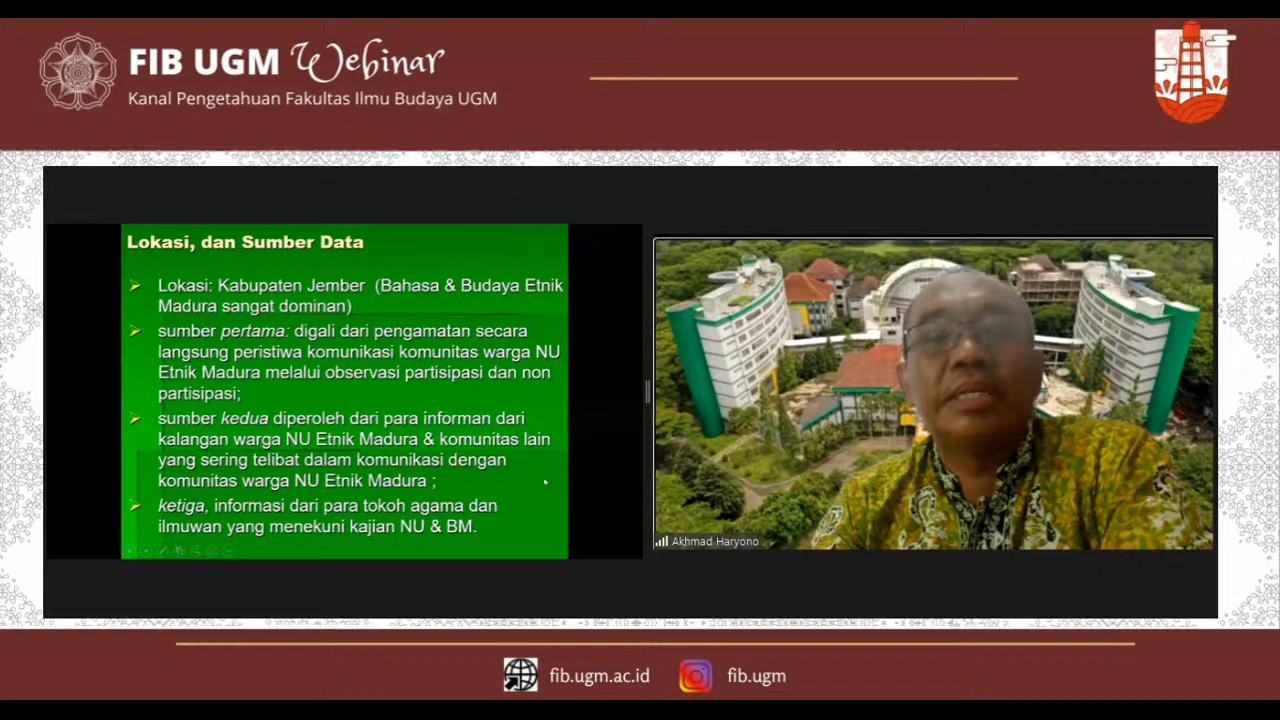 FIB UGM Webinar
Kanal Pengetahuan Fakultas Ilmu Budaya UGM
Lokasi, dan Sumber Data
Lokasi: Kabupaten Jember (Bahasa & Budaya Etnik
Madura sangat dominan)
sumber pertama: digali dari pengamatan secara
langsung peristiwa komunikasi komunitas warga NU
Etnik Madura melalui observasi partisipasi dan non
partisipasi;
sumber kedua diperoleh dari para informan dari
kalangan warga NU Etnik Madura & komunitas lain
yang sering telibat dalam komunikasi dengan
komunitas warga NU Etnik Madura ;
ketiga, informasi dari para tokoh agama dan
ilmuwan yang menekuni kajian NU & BM.
Akhmad Haryono
fib.ugm.ac.id
fib.ugm